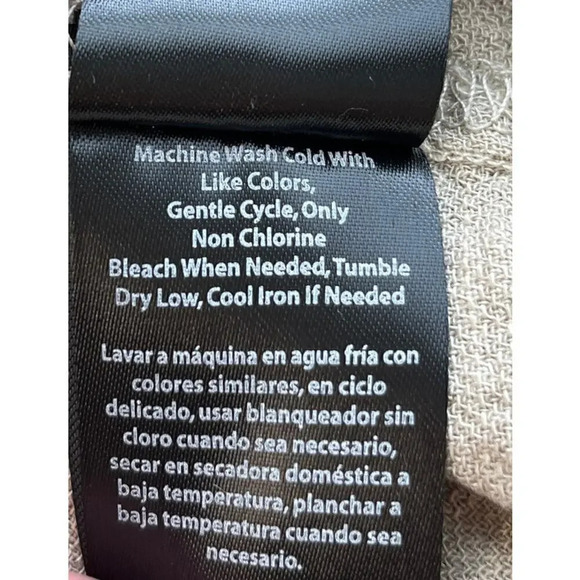 Machine Wash Cold With
Like Colors,
Gentle Cycle, Only
Non Chlorine
Bleach When Needed, Tumble
Dry Low, Cool Iron If Needed
Lavar a máquina en agua fría con
colores similares, en ciclo
delicado, usar blanqueador sin
cloro cuando sea necesario,
secar en secadora doméstica a
baja temperatura, planchar a
baja temperatura cuando sea
necesario.